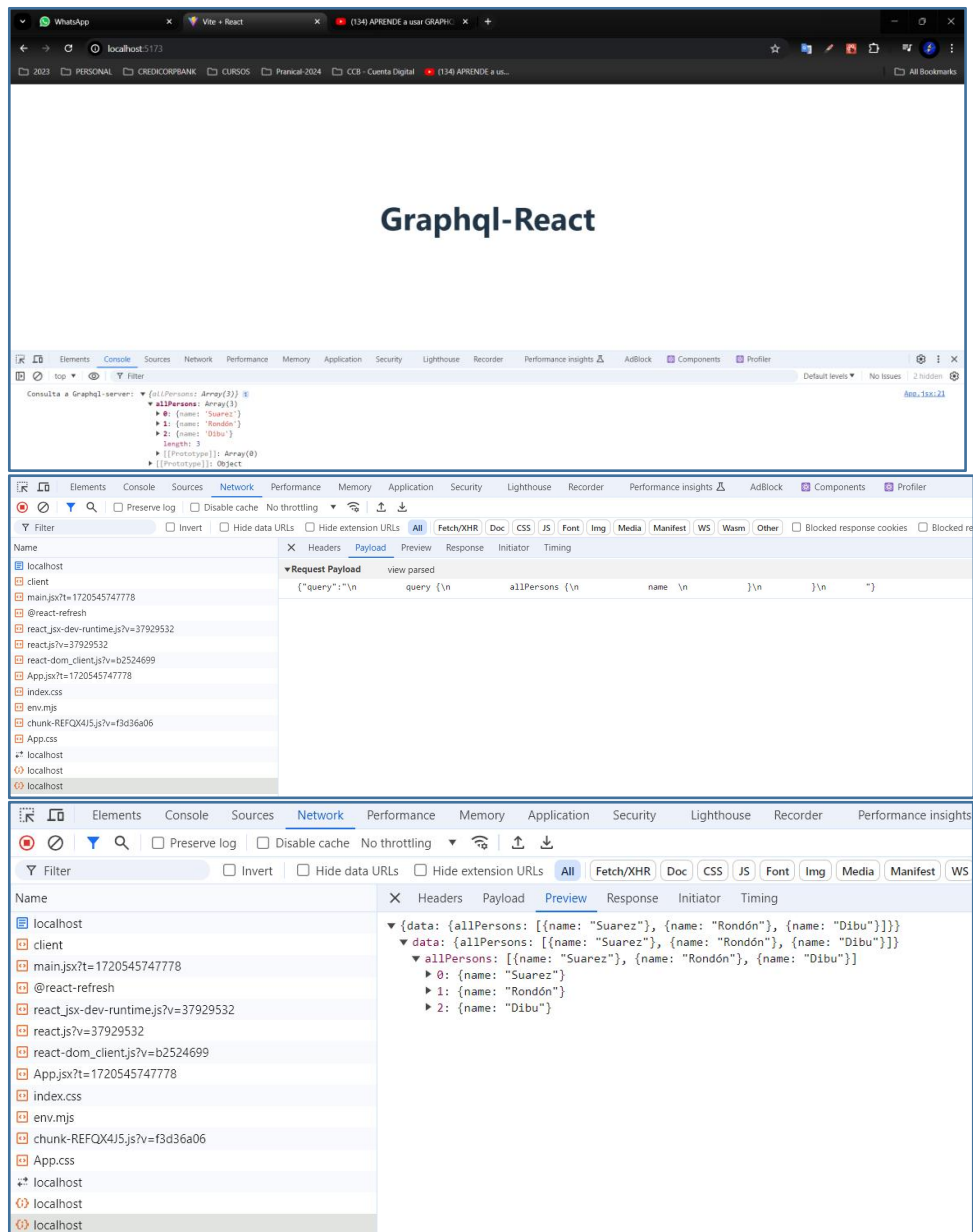 WhatsApp × Vite + React × (134) APRENDE a usar GRAPHQ × +
localhost:5173
2023 PERSONAL CREDICORPBANK CURSOS Pranical-2024 CCB - Cuenta Digital (134) APRENDE a us... All Bookmarks
Graphql-React
Elements Console Sources Network Performance Memory Application Security Lighthouse Recorder Performance insights AdBlock Components Profiler
top ▼ Filter Default levels ▼ No Issues 2 hidden
Consulta a Graphql-server: ▼ {allPersons: Array(3)} i App.jsx:21
▼ allPersons: Array(3)
▶ 0: {name: 'Suarez'}
▶ 1: {name: 'Rondón'}
▶ 2: {name: 'Dibu'}
length: 3
▶ [[Prototype]]: Array(0)
▶ [[Prototype]]: Object
Elements Console Sources Network Performance Memory Application Security Lighthouse Recorder Performance insights AdBlock Components Profiler
Preserve log Disable cache No throttling ▼
Filter Invert Hide data URLs Hide extension URLs All Fetch/XHR Doc CSS JS Font Img Media Manifest WS Wasm Other Blocked response cookies Blocked re
Name × Headers Payload Preview Response Initiator Timing
localhost ▼Request Payload view parsed
client {"query":"\n query {\n allPersons {\n name \n }\n }\n "}
main.jsx?t=1720545747778
@react-refresh
react_jsx-dev-runtime.js?v=37929532
react.js?v=37929532
react-dom_client.js?v=b2524699
App.jsx?t=1720545747778
index.css
env.mjs
chunk-REFQX4J5.js?v=f3d36a06
App.css
localhost
localhost
localhost
Elements Console Sources Network Performance Memory Application Security Lighthouse Recorder Performance insights
Preserve log Disable cache No throttling ▼
Filter Invert Hide data URLs Hide extension URLs All Fetch/XHR Doc CSS JS Font Img Media Manifest WS
Name × Headers Payload Preview Response Initiator Timing
localhost ▼ {data: {allPersons: [{name: "Suarez"}, {name: "Rondón"}, {name: "Dibu"}]}}
client ▼ data: {allPersons: [{name: "Suarez"}, {name: "Rondón"}, {name: "Dibu"}]}
main.jsx?t=1720545747778 ▼ allPersons: [{name: "Suarez"}, {name: "Rondón"}, {name: "Dibu"}]
@react-refresh ▶ 0: {name: "Suarez"}
react_jsx-dev-runtime.js?v=37929532 ▶ 1: {name: "Rondón"}
react.js?v=37929532 ▶ 2: {name: "Dibu"}
react-dom_client.js?v=b2524699
App.jsx?t=1720545747778
index.css
env.mjs
chunk-REFQX4J5.js?v=f3d36a06
App.css
localhost
localhost
localhost